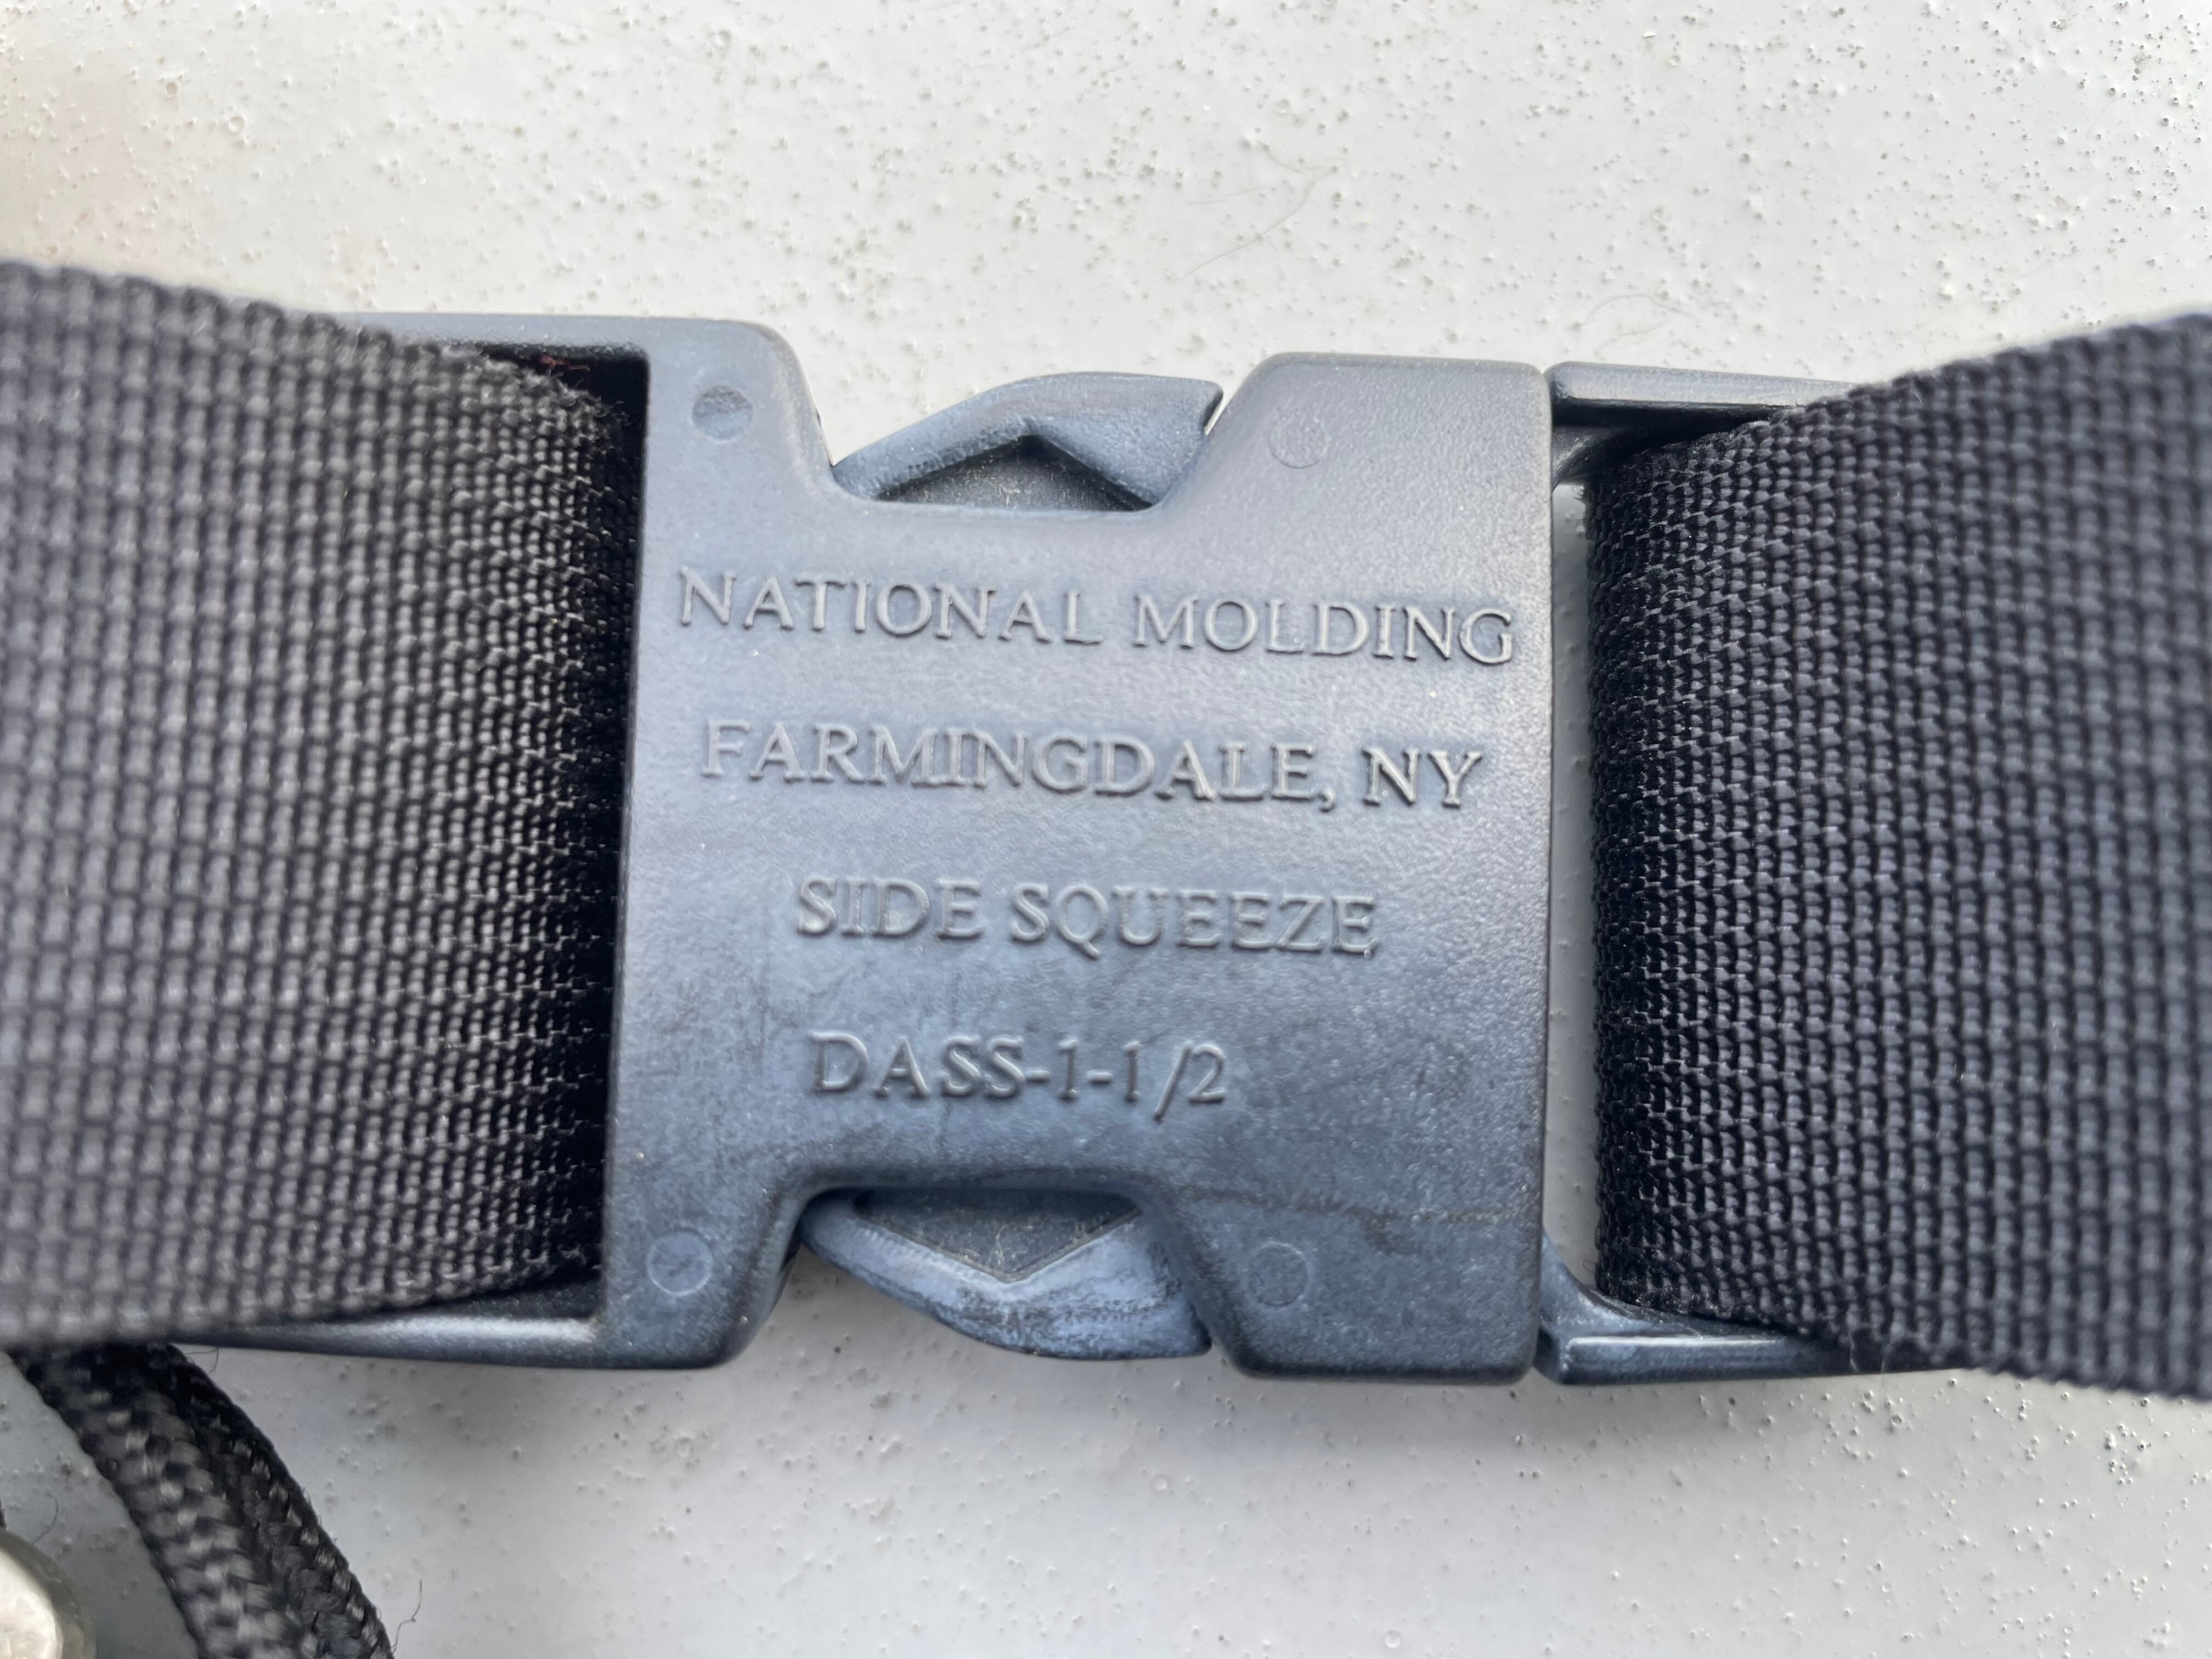 NATIONAL MOLDING
FARMINGDALE, NY
SIDE SQUEEZE
DASS-1-1/2